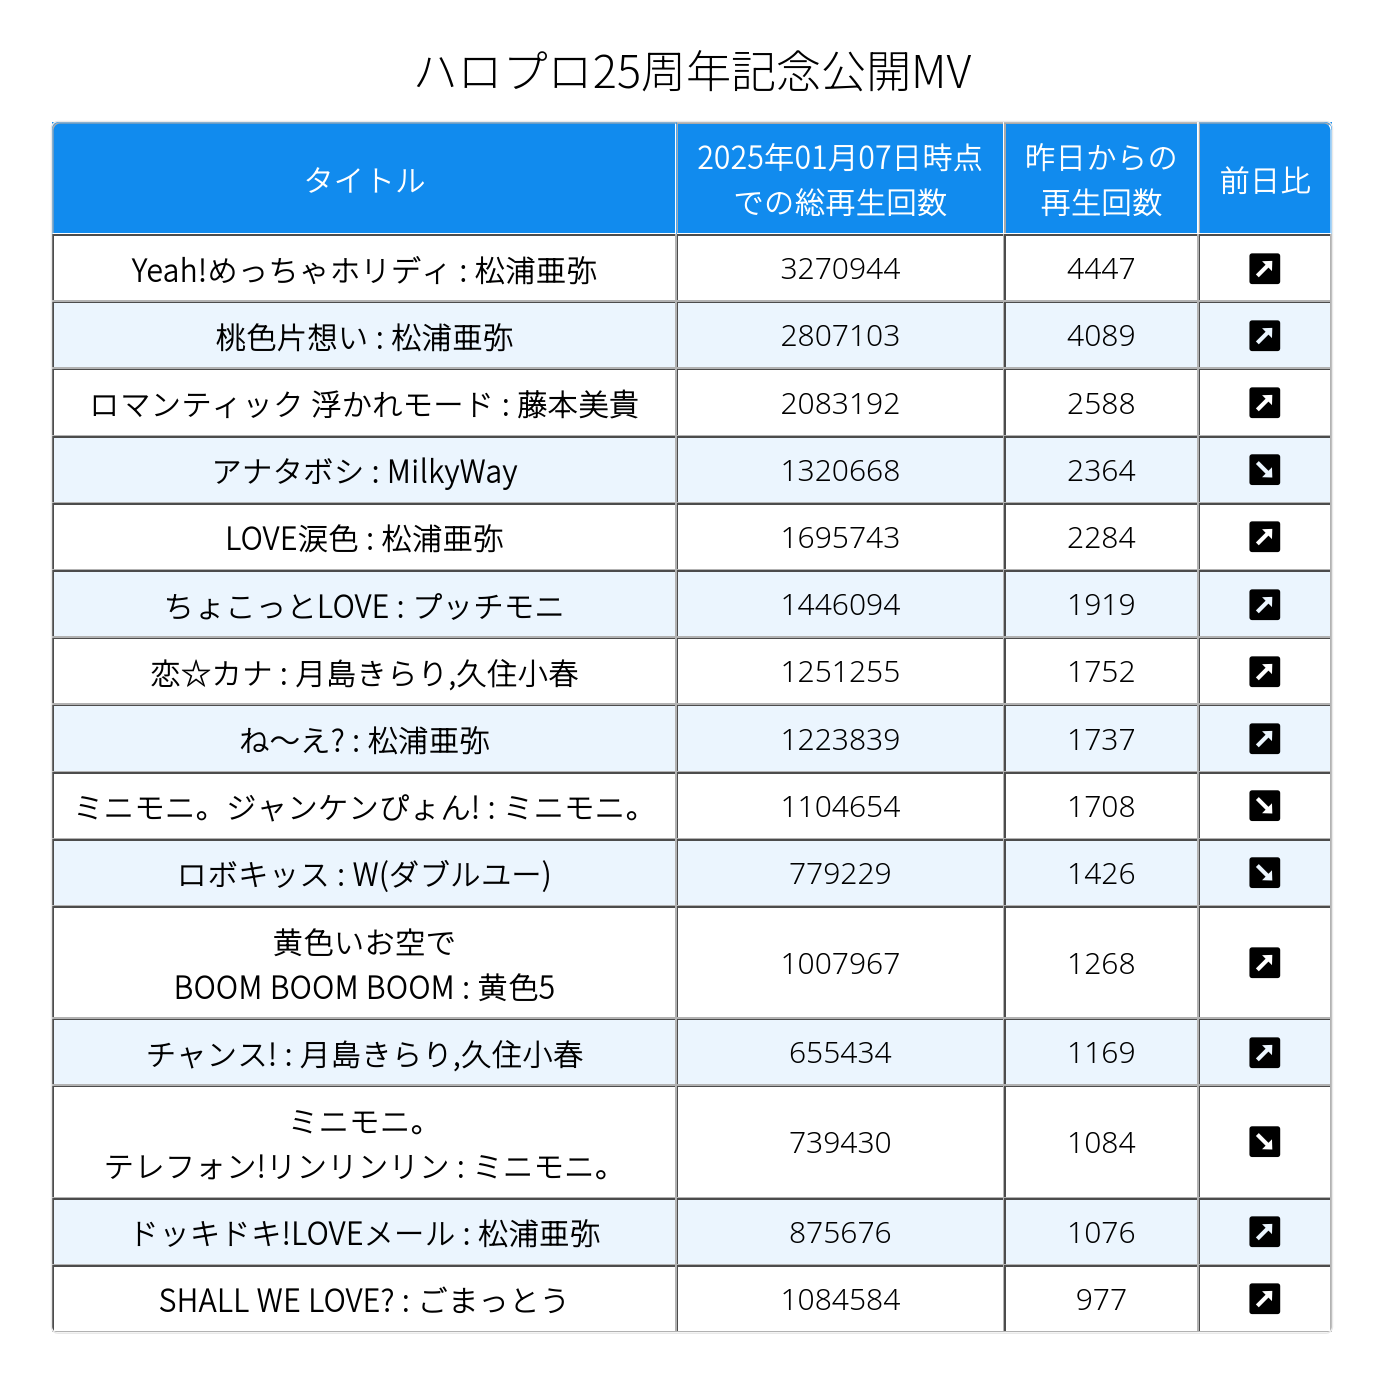 ハロプロ25周年記念公開MV
タイトル
2025年01月07日時点
での総再生回数
昨日からの
再生回数
前日比
Yeah!めっちゃホリディ : 松浦亜弥 3270944 4447
桃色片想い : 松浦亜弥 2807103 4089
ロマンティック 浮かれモード : 藤本美貴 2083192 2588
アナタボシ : MilkyWay 1320668 2364
LOVE涙色 : 松浦亜弥 1695743 2284
ちょこっとLOVE : プッチモニ 1446094 1919
恋☆カナ : 月島きらり,久住小春 1251255 1752
ね〜え? : 松浦亜弥 1223839 1737
ミニモニ。ジャンケンぴょん! : ミニモニ。 1104654 1708
ロボキッス : W(ダブルユー) 779229 1426
黄色いお空で
BOOM BOOM BOOM : 黄色5 1007967 1268
チャンス! : 月島きらり,久住小春 655434 1169
ミニモニ。
テレフォン!リンリンリン : ミニモニ。 739430 1084
ドッキドキ!LOVEメール : 松浦亜弥 875676 1076
SHALL WE LOVE? : ごまっとう 1084584 977